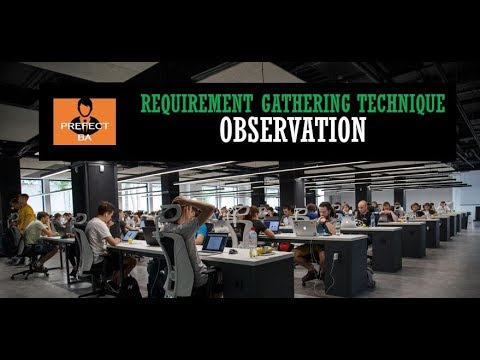 REQUIREMENT GATHERING TECHNIQUE
OBSERVATION
PREFECT
BA